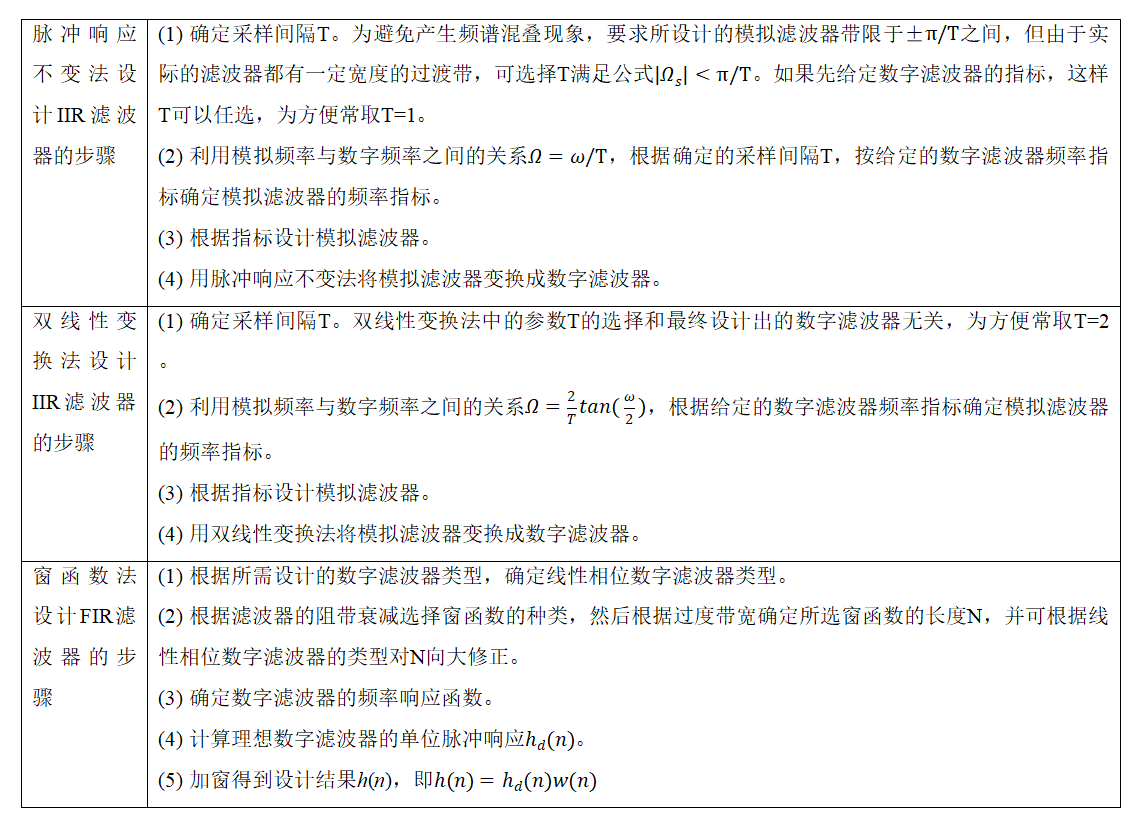 脉冲响应
不变法设
计IIR滤波
器的步骤
(1) 确定采样间隔T。为避免产生频谱混叠现象，要求所设计的模拟滤波器带限于±π/T之间，但由于实
际的滤波器都有一定宽度的过渡带，可选择T满足公式|Ωs| < π/T。如果先给定数字滤波器的指标，这样
T可以任选，为方便常取T=1。
(2) 利用模拟频率与数字频率之间的关系Ω = ω/T，根据确定的采样间隔T，按给定的数字滤波器频率指
标确定模拟滤波器的频率指标。
(3) 根据指标设计模拟滤波器。
(4) 用脉冲响应不变法将模拟滤波器变换成数字滤波器。
双线性变
换法设计
IIR滤波器
的步骤
(1) 确定采样间隔T。双线性变换法中的参数T的选择和最终设计出的数字滤波器无关，为方便常取T=2
。
(2) 利用模拟频率与数字频率之间的关系Ω = 2/T tan(ω/2)，根据给定的数字滤波器频率指标确定模拟滤波器
的频率指标。
(3) 根据指标设计模拟滤波器。
(4) 用双线性变换法将模拟滤波器变换成数字滤波器。
窗函数法
设计FIR滤
波器的步
骤
(1) 根据所需设计的数字滤波器类型，确定线性相位数字滤波器类型。
(2) 根据滤波器的阻带衰减选择窗函数的种类，然后根据过度带宽确定所选窗函数的长度N，并可根据线
性相位数字滤波器的类型对N向大修正。
(3) 确定数字滤波器的频率响应函数。
(4) 计算理想数字滤波器的单位脉冲响应hd(n)。
(5) 加窗得到设计结果h(n)，即h(n) = hd(n)w(n)